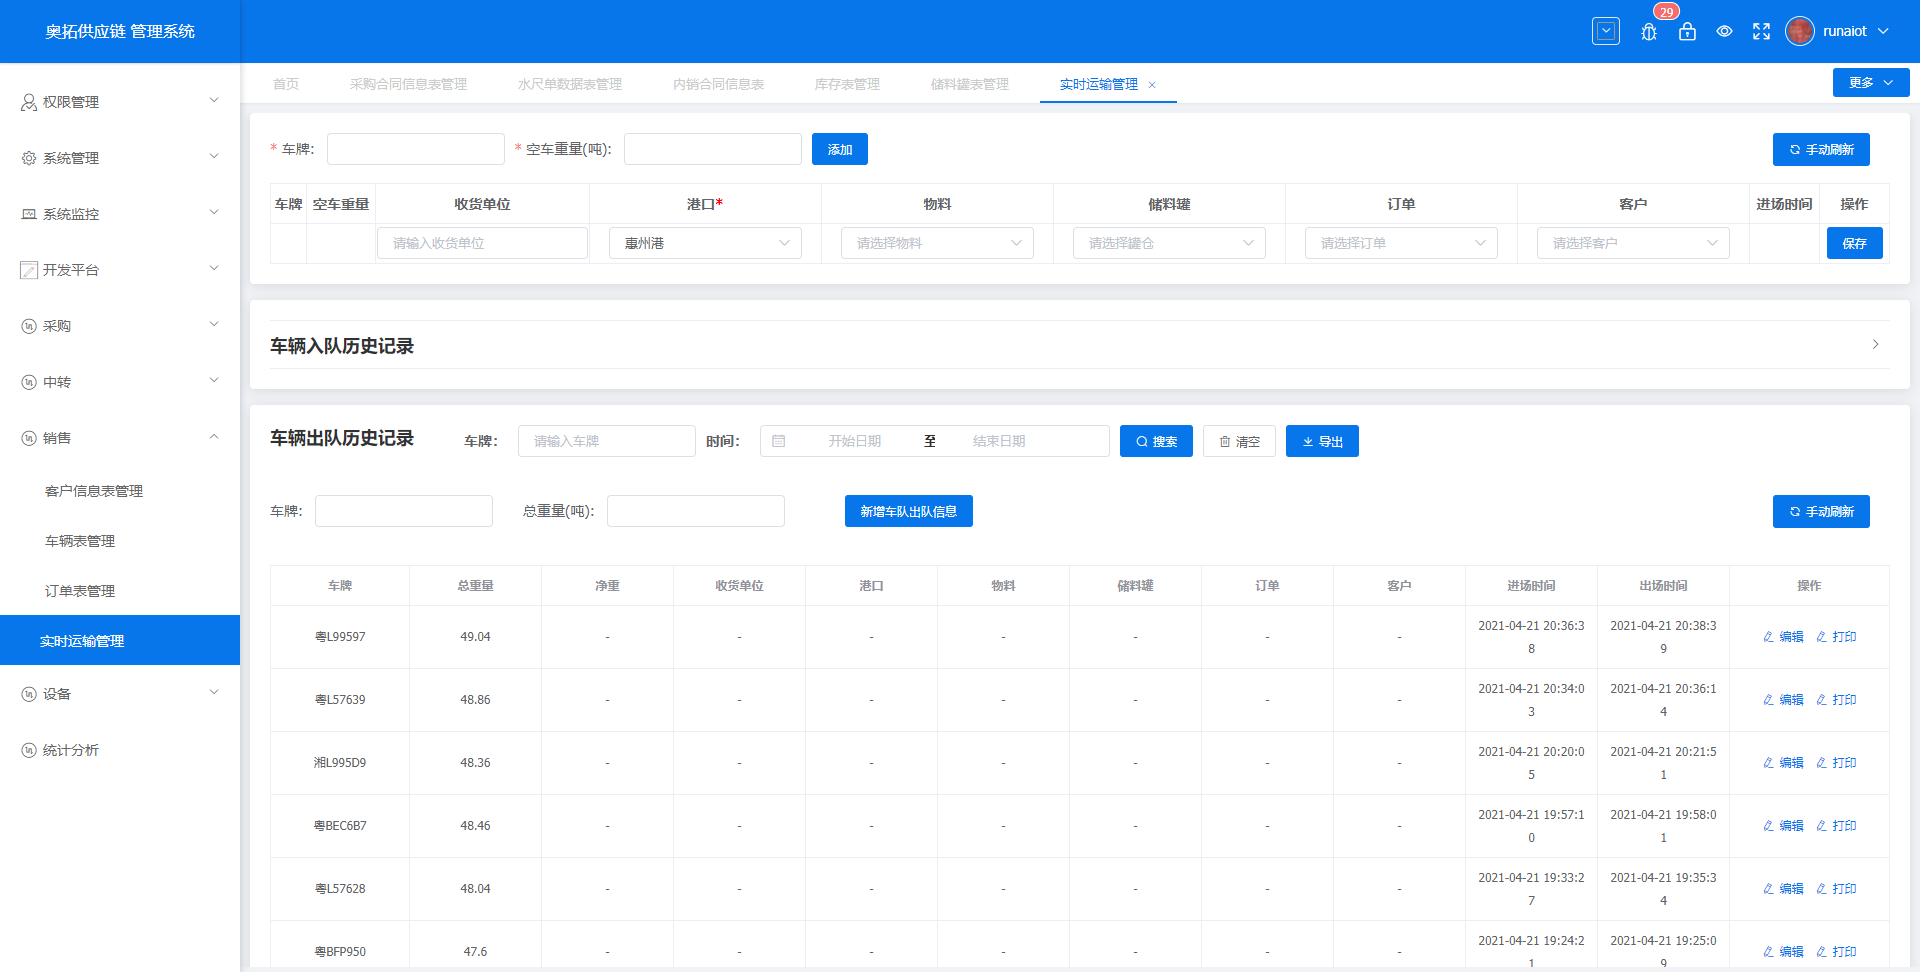 奥拓供应链 管理系统
29
runaiot
首页 采购合同信息表管理 水尺单数据表管理 内销合同信息表 库存表管理 储料罐表管理 实时运输管理 ×
更多
权限管理
系统管理
系统监控
开发平台
采购
中转
销售
客户信息表管理
车辆表管理
订单表管理
实时运输管理
设备
统计分析
* 车牌: * 空车重量(吨): 添加 手动刷新
车牌 空车重量 收货单位 港口* 物料 储料罐 订单 客户 进场时间 操作
请输入收货单位 惠州港 请选择物料 请选择罐仓 请选择订单 请选择客户 保存
车辆入队历史记录
车辆出队历史记录 车牌: 请输入车牌 时间: 开始日期 至 结束日期 搜索 清空 导出
车牌: 总重量(吨): 新增车队出队信息 手动刷新
车牌 总重量 净重 收货单位 港口 物料 储料罐 订单 客户 进场时间 出场时间 操作
粤L99597 49.04 - - - - - - - 2021-04-21 20:36:38 2021-04-21 20:38:39 编辑 打印
粤L57639 48.86 - - - - - - - 2021-04-21 20:34:03 2021-04-21 20:36:14 编辑 打印
湘L995D9 48.36 - - - - - - - 2021-04-21 20:20:05 2021-04-21 20:21:51 编辑 打印
粤BEC6B7 48.46 - - - - - - - 2021-04-21 19:57:10 2021-04-21 19:58:01 编辑 打印
粤L57628 48.04 - - - - - - - 2021-04-21 19:33:27 2021-04-21 19:35:34 编辑 打印
粤BFP950 47.6 - - - - - - - 2021-04-21 19:24:21 2021-04-21 19:25:09 编辑 打印